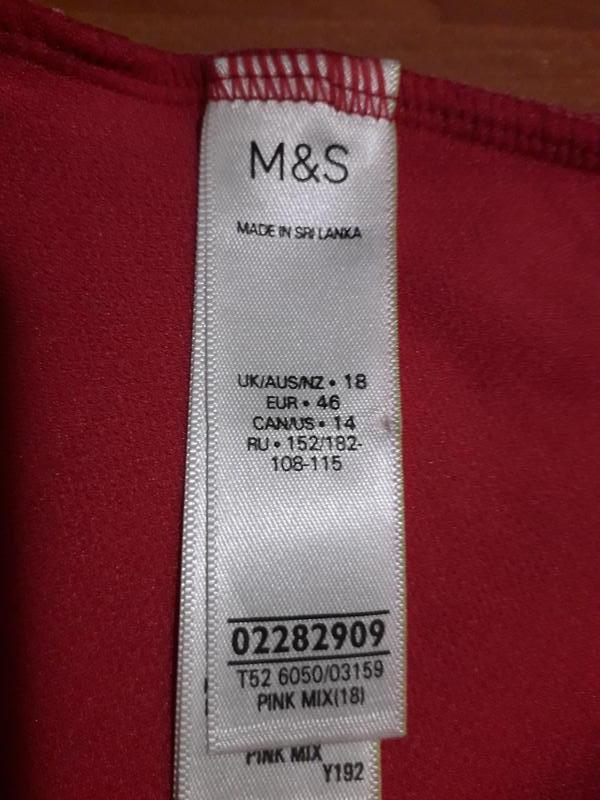 M&S
MADE IN SRI LANKA
UK/AUS/NZ • 18
EUR • 46
CAN/US • 14
RU • 152/182-
108-115
02282909
T52 6050/03159
PINK MIX(18)
PINK MIX
Y192